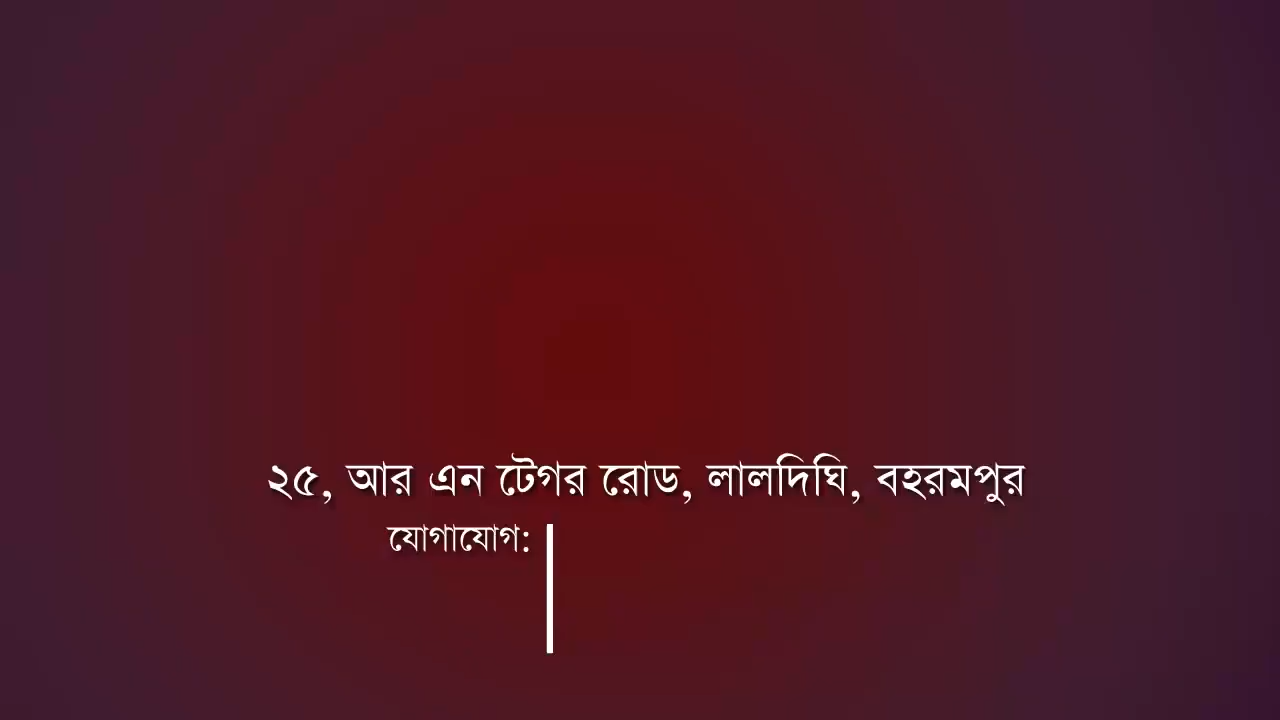 ২৫, আর এন টেগর রোড, লালদিঘি, বহরমপুর
যোগাযোগ: